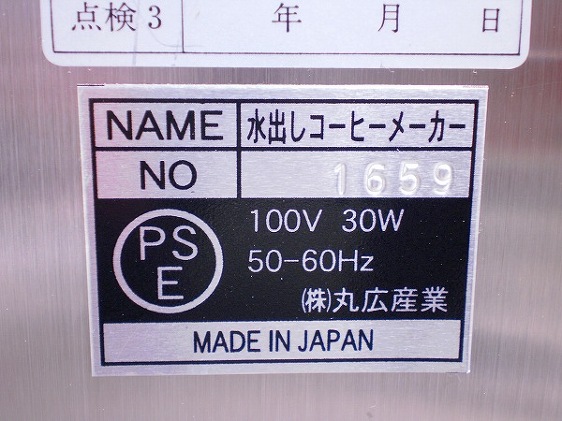 点検3 年 月 日
NAME 水出しコーヒーメーカー
NO 1659
PS
E
100V 30W
50-60Hz
㈱丸広産業
MADE IN JAPAN